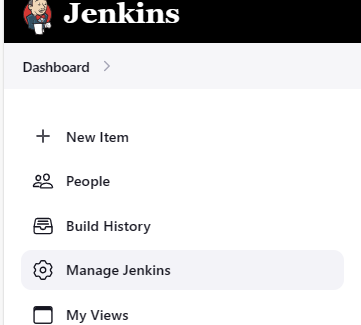 Jenkins
Dashboard
New Item
People
Build History
Manage Jenkins
My Views